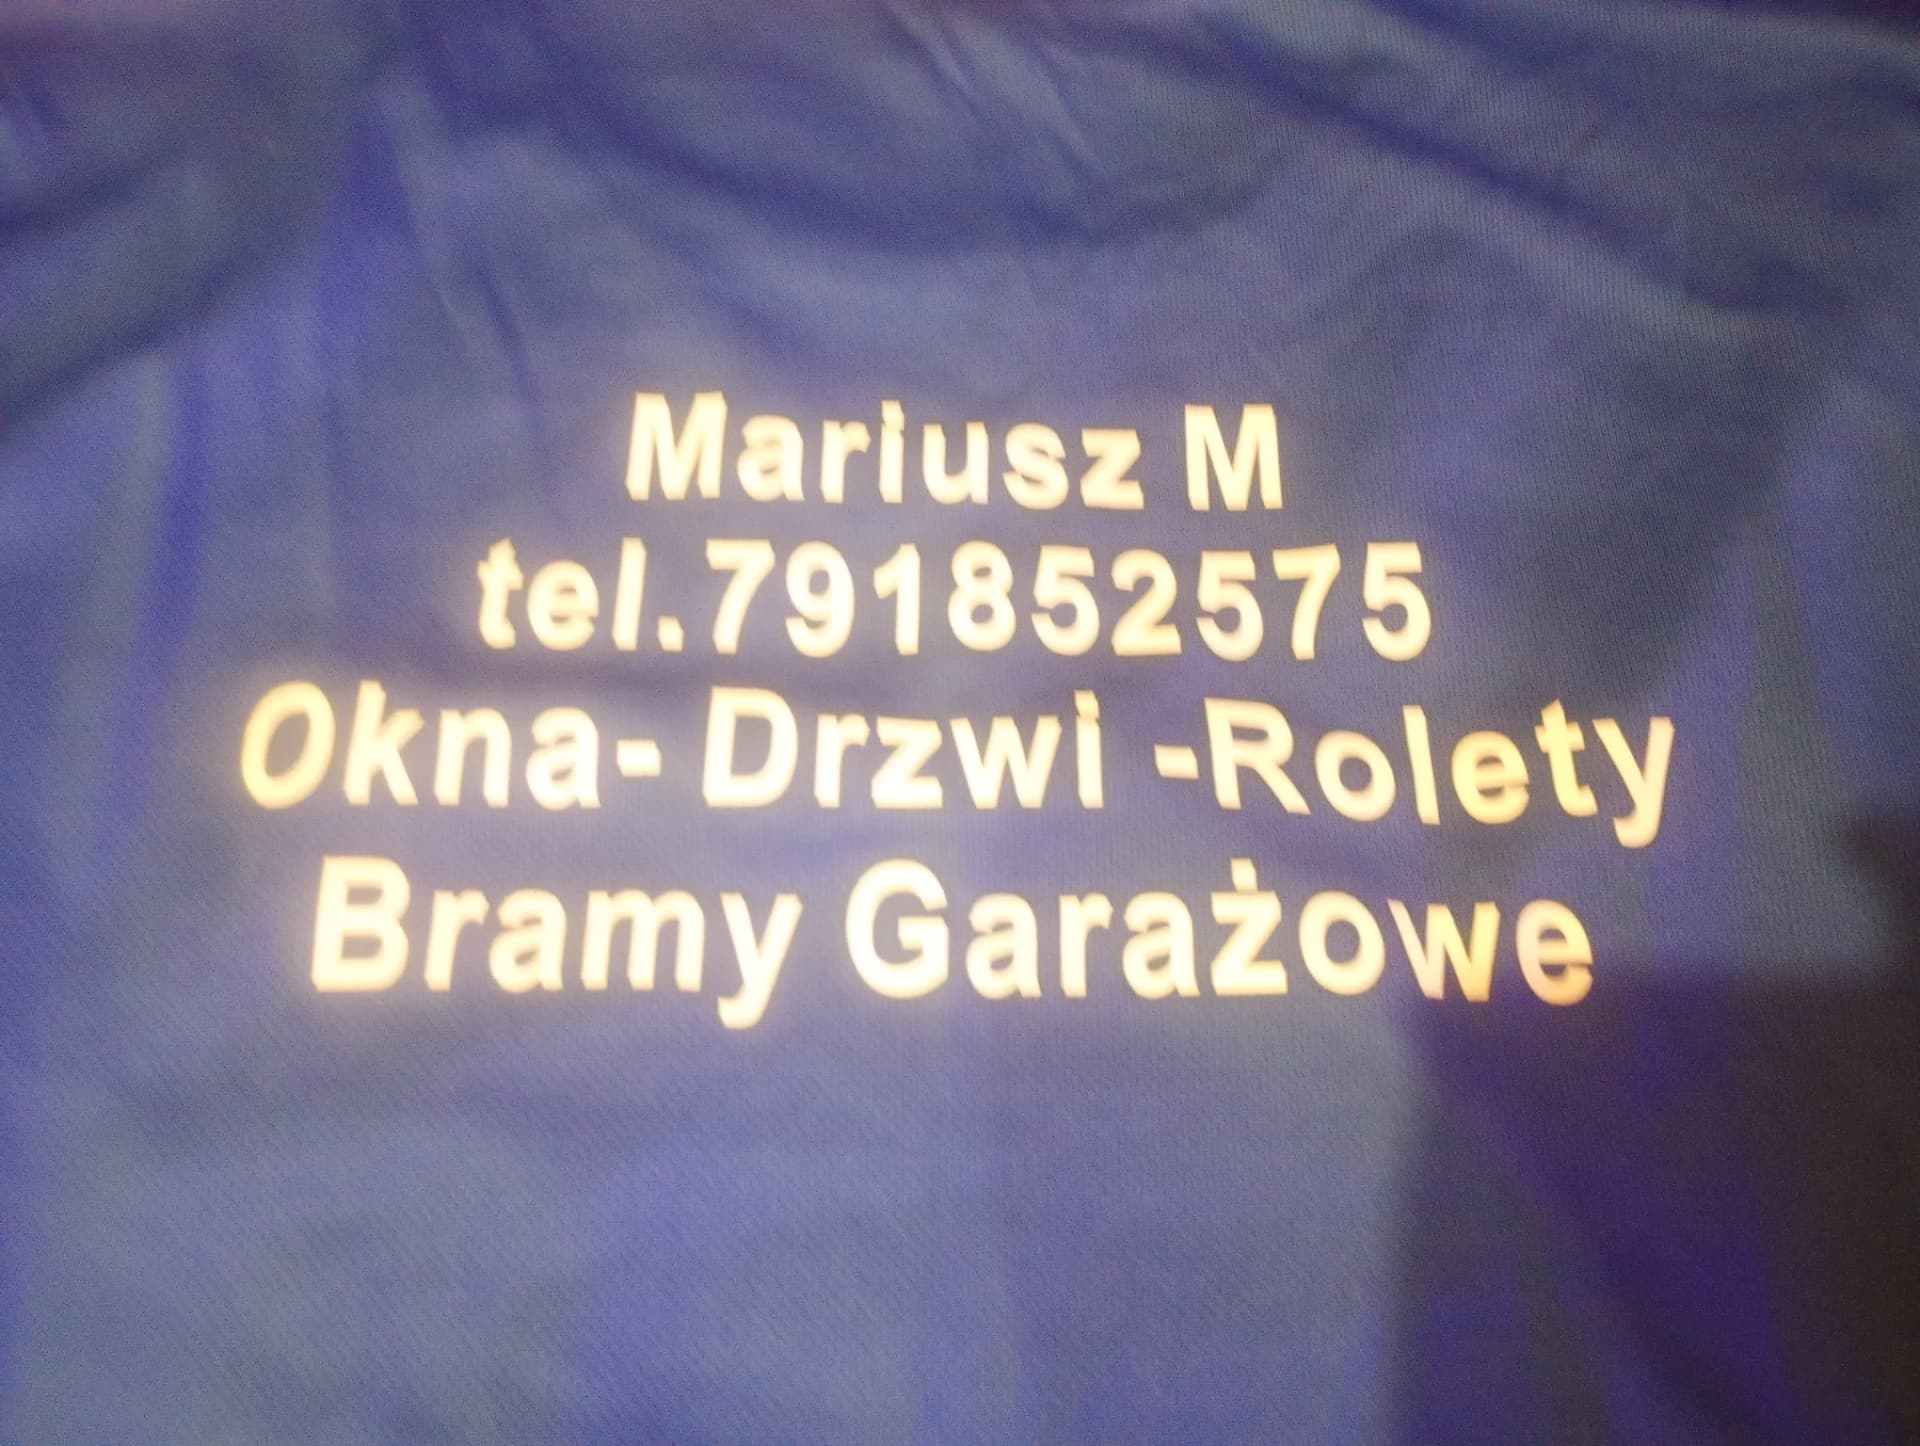 Mariusz M
tel.791852575
Okna- Drzwi -Rolety
Bramy Garażowe